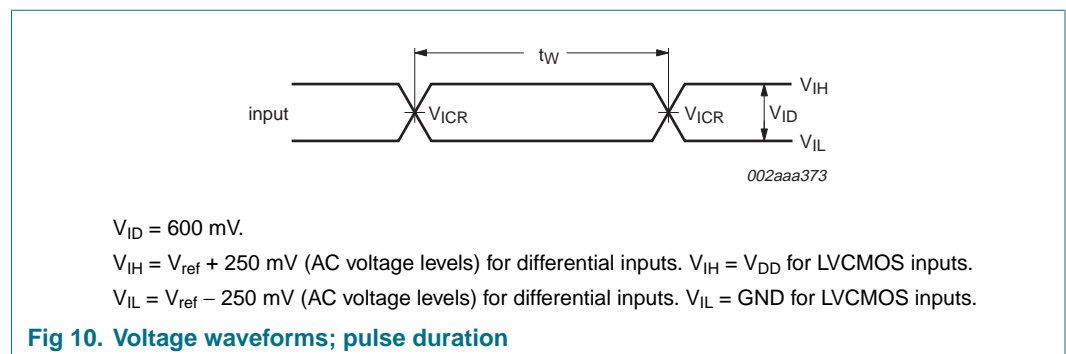 tW
VIH
input
VICR
VICR
VID
VIL
002aaa373
VID = 600 mV.
VIH = Vref + 250 mV (AC voltage levels) for differential inputs. VIH = VDD for LVCMOS inputs.
VIL = Vref − 250 mV (AC voltage levels) for differential inputs. VIL = GND for LVCMOS inputs.
Fig 10. Voltage waveforms; pulse duration